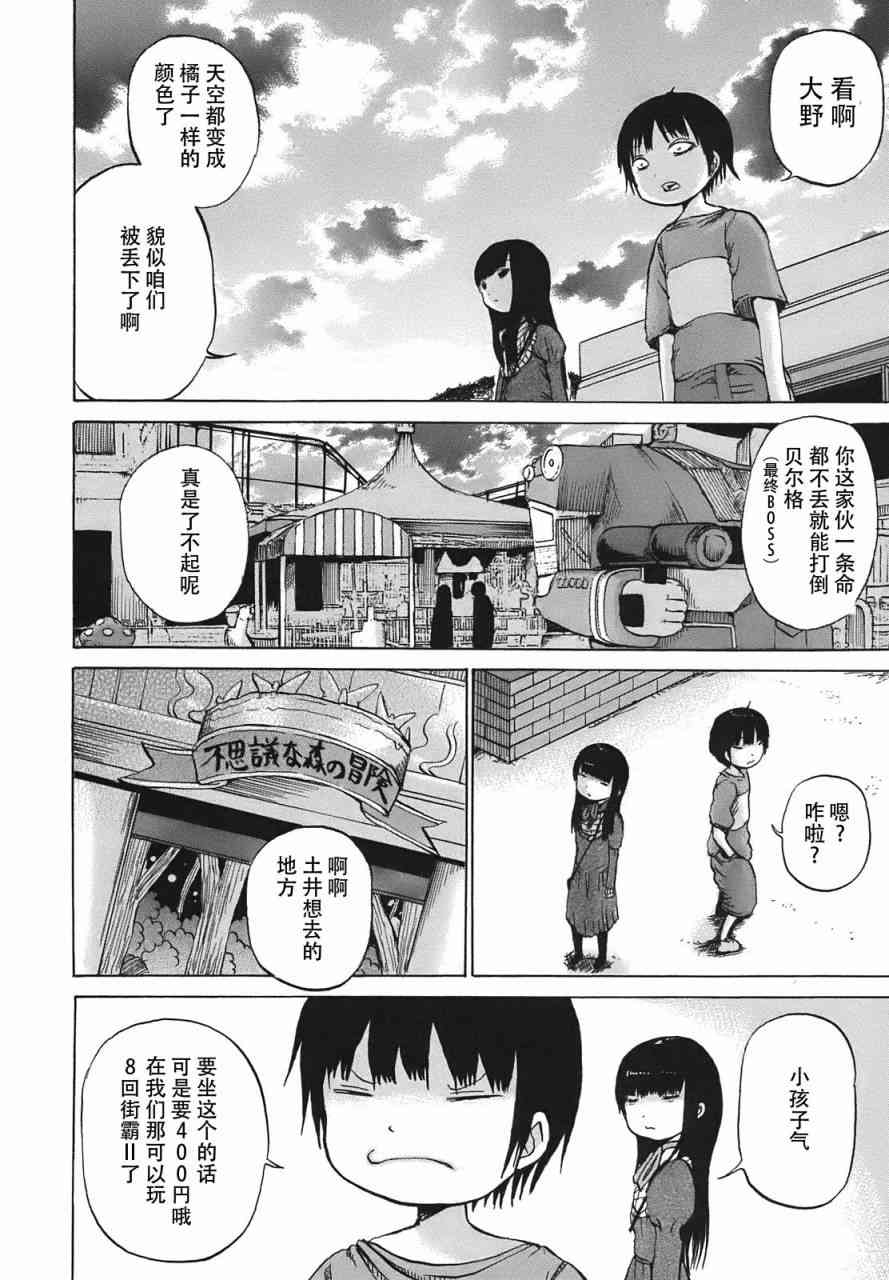 看啊
大野
天空都变成
橘子一样的
颜色了
貌似咱们
被丢下了啊
你这家伙一条命
都不丢就能打倒
贝尔格
(最终BOSS)
真是了不起呢
嗯?
咋啦?
不思議な森の冒険
啊啊
土井想去的
地方
小孩子气
要坐这个的话
可是要400円哦
在我们那可以玩
8回街霸II了